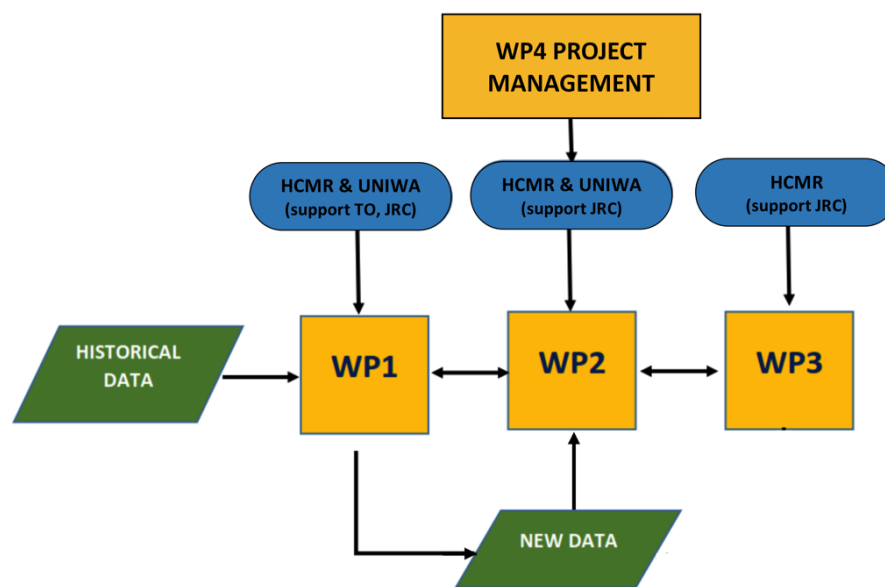 WP4 PROJECT
MANAGEMENT
HCMR & UNIWA
(support TO, JRC)
HCMR & UNIWA
(support JRC)
HCMR
(support JRC)
HISTORICAL
DATA
WP1
WP2
WP3
NEW DATA